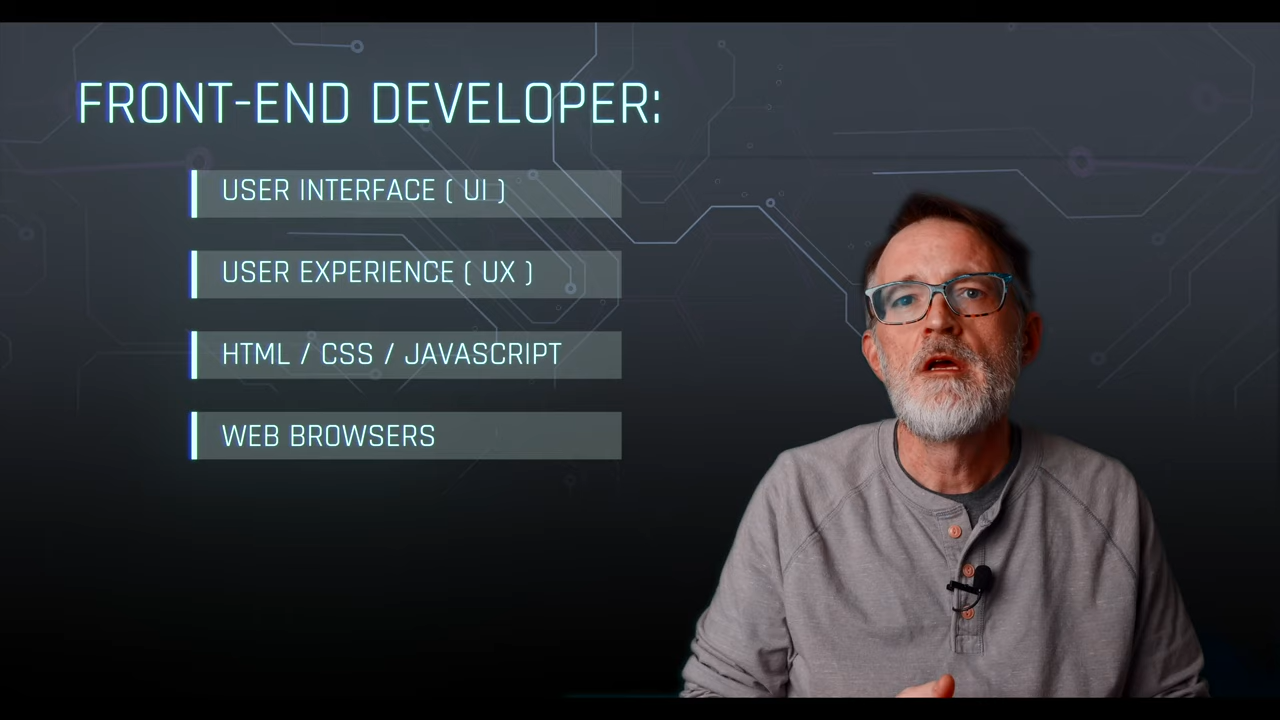 FRONT-END DEVELOPER:
USER INTERFACE ( UI )
USER EXPERIENCE ( UX )
HTML / CSS / JAVASCRIPT
WEB BROWSERS